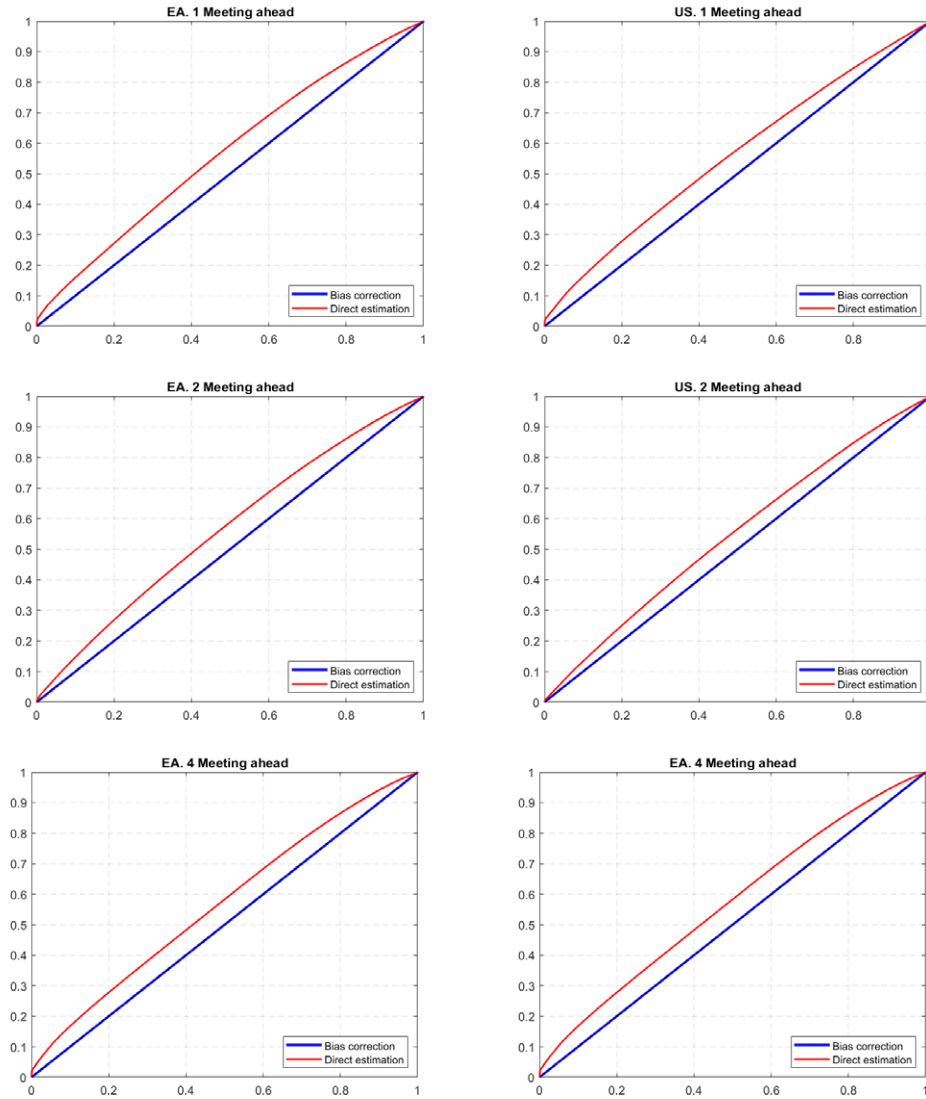 EA. 1 Meeting ahead
1
0.9
0.8
0.7
0.6
0.5
0.4
0.3
0.2
0.1
0
Bias correction
Direct estimation
0 0.2 0.4 0.6 0.8 1
US. 1 Meeting ahead
1
0.9
0.8
0.7
0.6
0.5
0.4
0.3
0.2
0.1
0
Bias correction
Direct estimation
0 0.2 0.4 0.6 0.8
EA. 2 Meeting ahead
1
0.9
0.8
0.7
0.6
0.5
0.4
0.3
0.2
0.1
0
Bias correction
Direct estimation
0 0.2 0.4 0.6 0.8 1
US. 2 Meeting ahead
1
0.9
0.8
0.7
0.6
0.5
0.4
0.3
0.2
0.1
0
Bias correction
Direct estimation
0 0.2 0.4 0.6 0.8
EA. 4 Meeting ahead
1
0.9
0.8
0.7
0.6
0.5
0.4
0.3
0.2
0.1
0
Bias correction
Direct estimation
0 0.2 0.4 0.6 0.8 1
EA. 4 Meeting ahead
1
0.9
0.8
0.7
0.6
0.5
0.4
0.3
0.2
0.1
0
Bias correction
Direct estimation
0 0.2 0.4 0.6 0.8 1